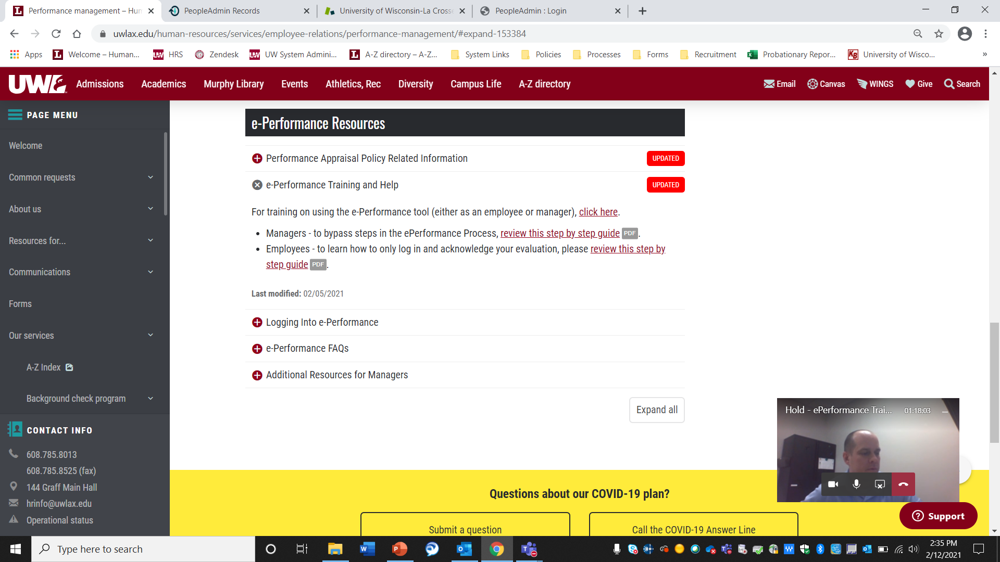 Performance management – Hum
PeopleAdmin Records
University of Wisconsin-La Crosse
PeopleAdmin : Login
uwlax.edu/human-resources/services/employee-relations/performance-management/#expand-153384
Apps
Welcome – Human...
HRS
Zendesk
UW System Admini...
A-Z directory – A-Z...
System Links
Policies
Processes
Forms
Recruitment
Probationary Repor...
University of Wisco...
»
UWL Admissions Academics Murphy Library Events Athletics, Rec Diversity Campus Life A-Z directory
Email Canvas WINGS Give Search
PAGE MENU
Welcome
Common requests
About us
Resources for...
Communications
Forms
Our services
A-Z Index
Background check program
CONTACT INFO
608.785.8013
608.785.8525 (fax)
144 Graff Main Hall
hrinfo@uwlax.edu
Operational status
e-Performance Resources
Performance Appraisal Policy Related Information UPDATED
e-Performance Training and Help UPDATED
For training on using the e-Performance tool (either as an employee or manager), click here.
• Managers - to bypass steps in the ePerformance Process, review this step by step guide PDF.
• Employees - to learn how to only log in and acknowledge your evaluation, please review this step by
step guide PDF.
Last modified: 02/05/2021
Logging Into e-Performance
e-Performance FAQs
Additional Resources for Managers
Expand all
Hold - ePerformance Trai... 01:18:03
Questions about our COVID-19 plan?
Submit a question
Call the COVID-19 Answer Line
Support
Type here to search
2:35 PM
2/12/2021